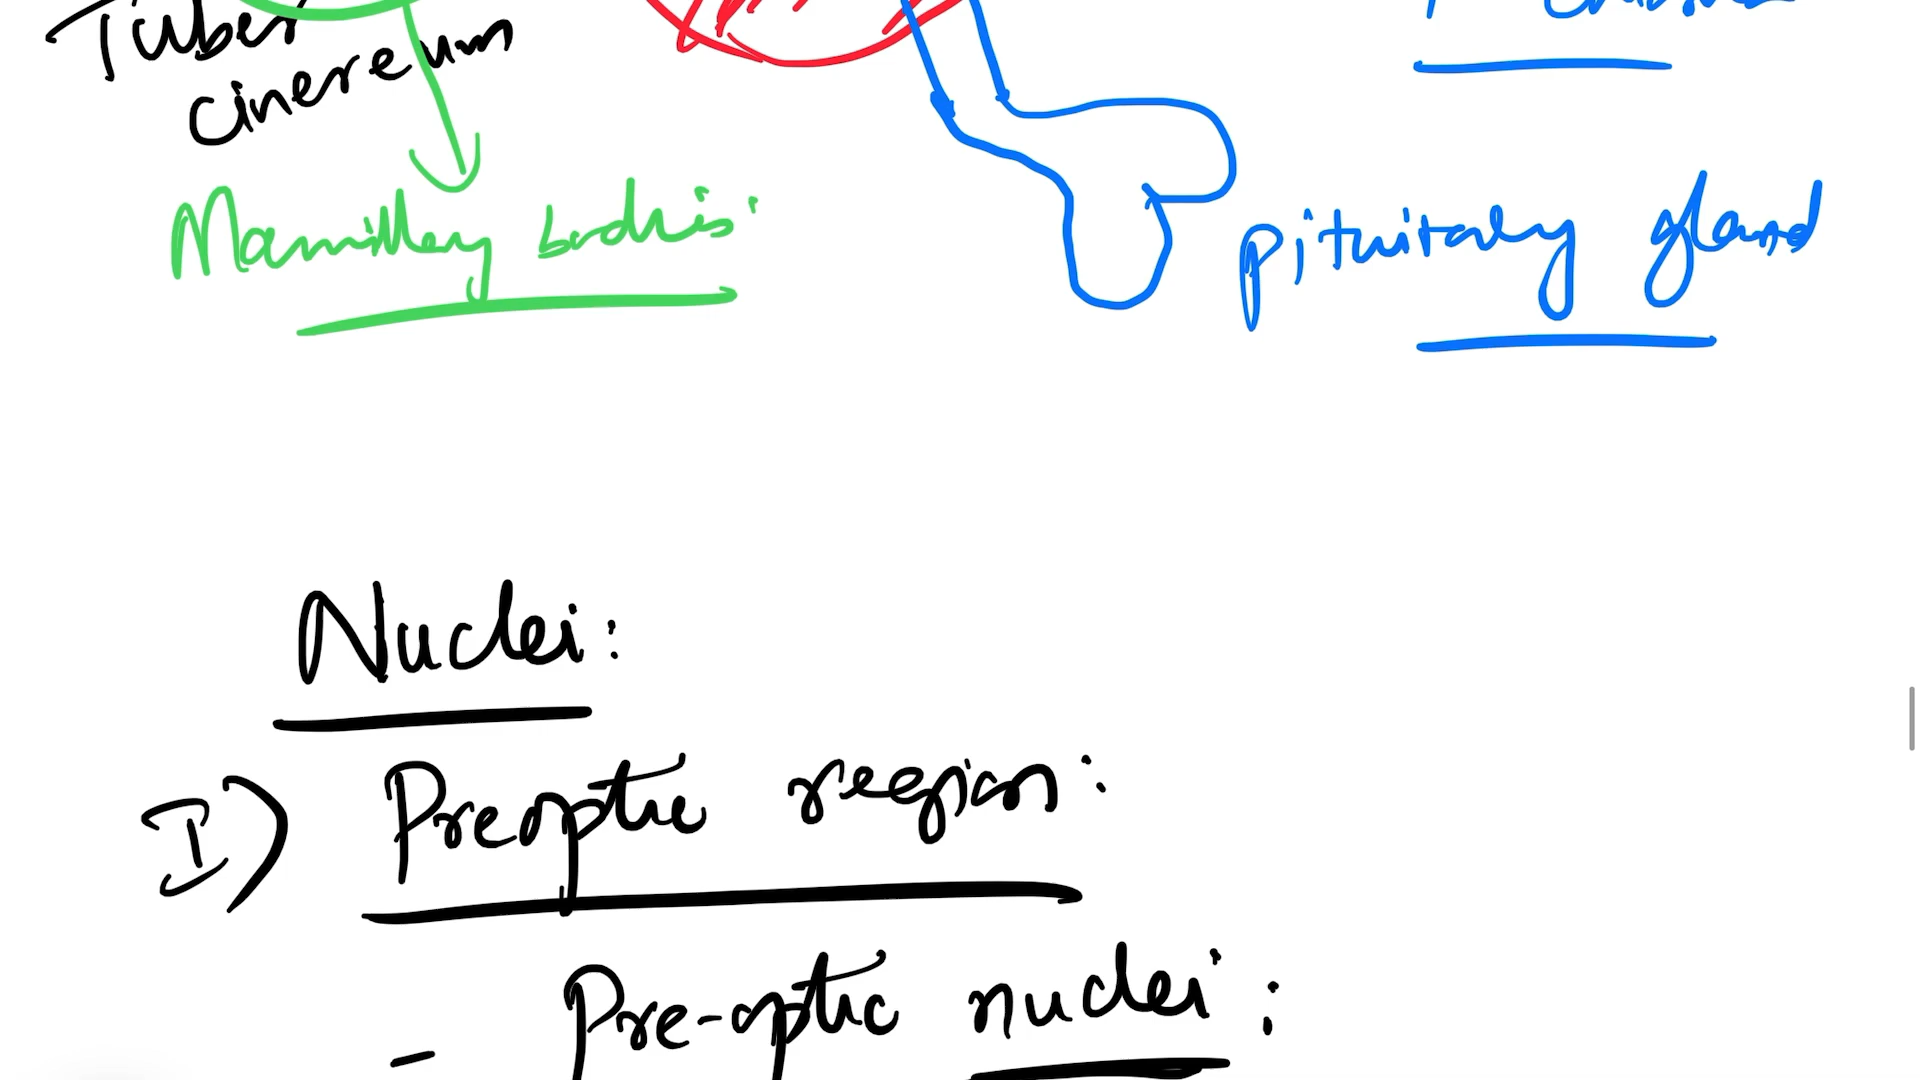 Tuber
cinereum
Mamillary bodies
pituitary gland
Nuclei:
I) Preoptic region:
- Pre-optic nuclei: